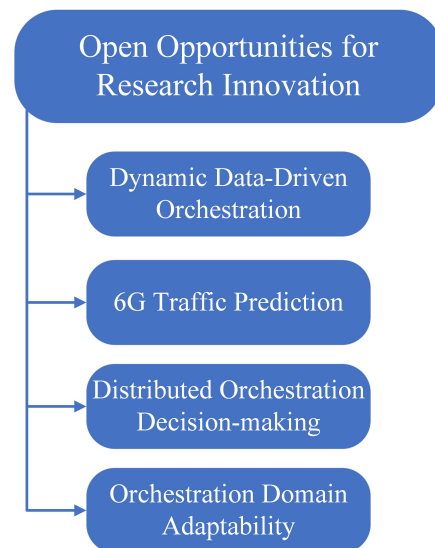 Open Opportunities for
Research Innovation
Dynamic Data-Driven
Orchestration
6G Traffic Prediction
Distributed Orchestration
Decision-making
Orchestration Domain
Adaptability